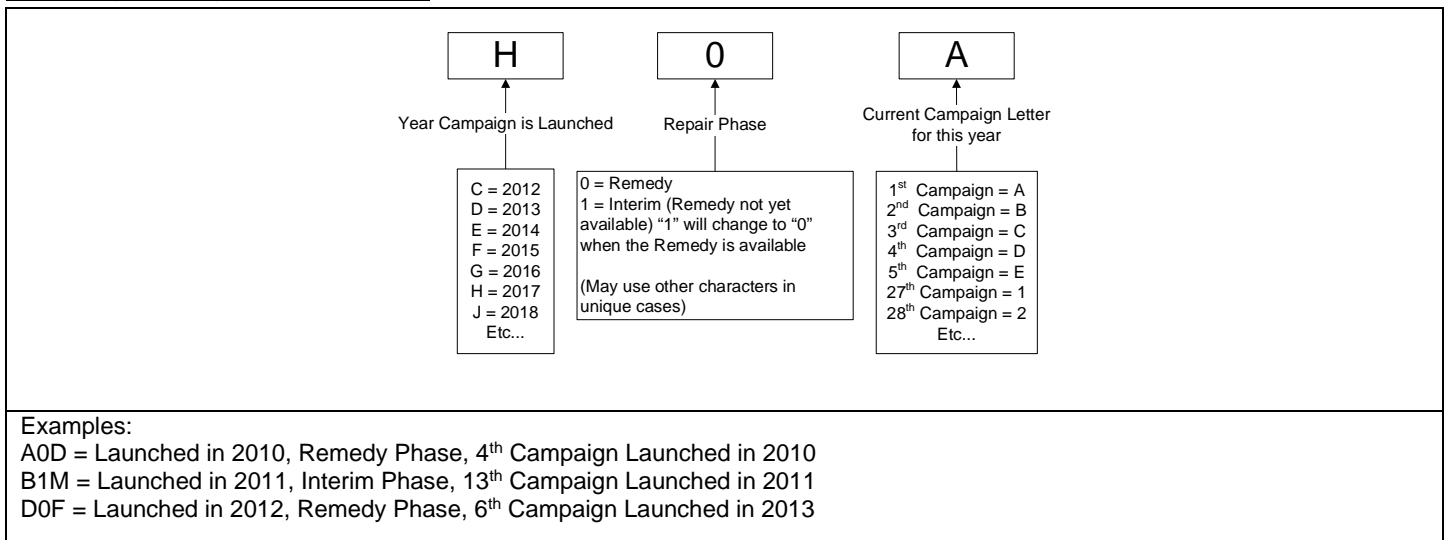 H
0
A
Year Campaign is Launched
Repair Phase
Current Campaign Letter
for this year
C = 2012
D = 2013
E = 2014
F = 2015
G = 2016
H = 2017
J = 2018
Etc...
0 = Remedy
1 = Interim (Remedy not yet
available) “1” will change to “0”
when the Remedy is available
(May use other characters in
unique cases)
1st Campaign = A
2nd Campaign = B
3rd Campaign = C
4th Campaign = D
5th Campaign = E
27th Campaign = 1
28th Campaign = 2
Etc...
Examples:
A0D = Launched in 2010, Remedy Phase, 4th Campaign Launched in 2010
B1M = Launched in 2011, Interim Phase, 13th Campaign Launched in 2011
D0F = Launched in 2012, Remedy Phase, 6th Campaign Launched in 2013